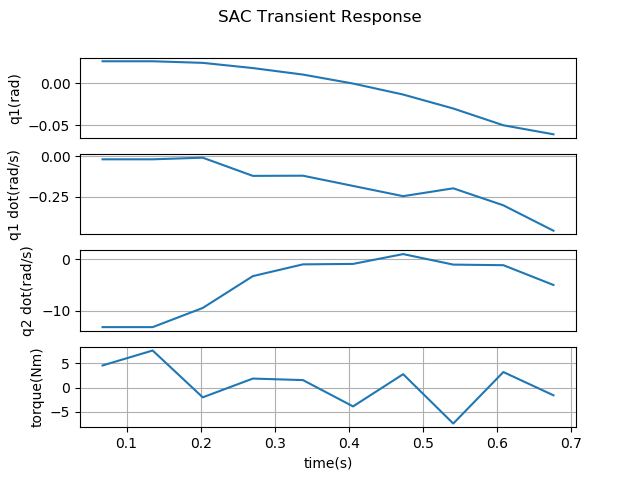 SAC Transient Response
q1(rad)
0.00
−0.05
q1 dot(rad/s)
0.00
−0.25
q2 dot(rad/s)
0
−10
torque(Nm)
5
0
−5
0.1 0.2 0.3 0.4 0.5 0.6 0.7
time(s)